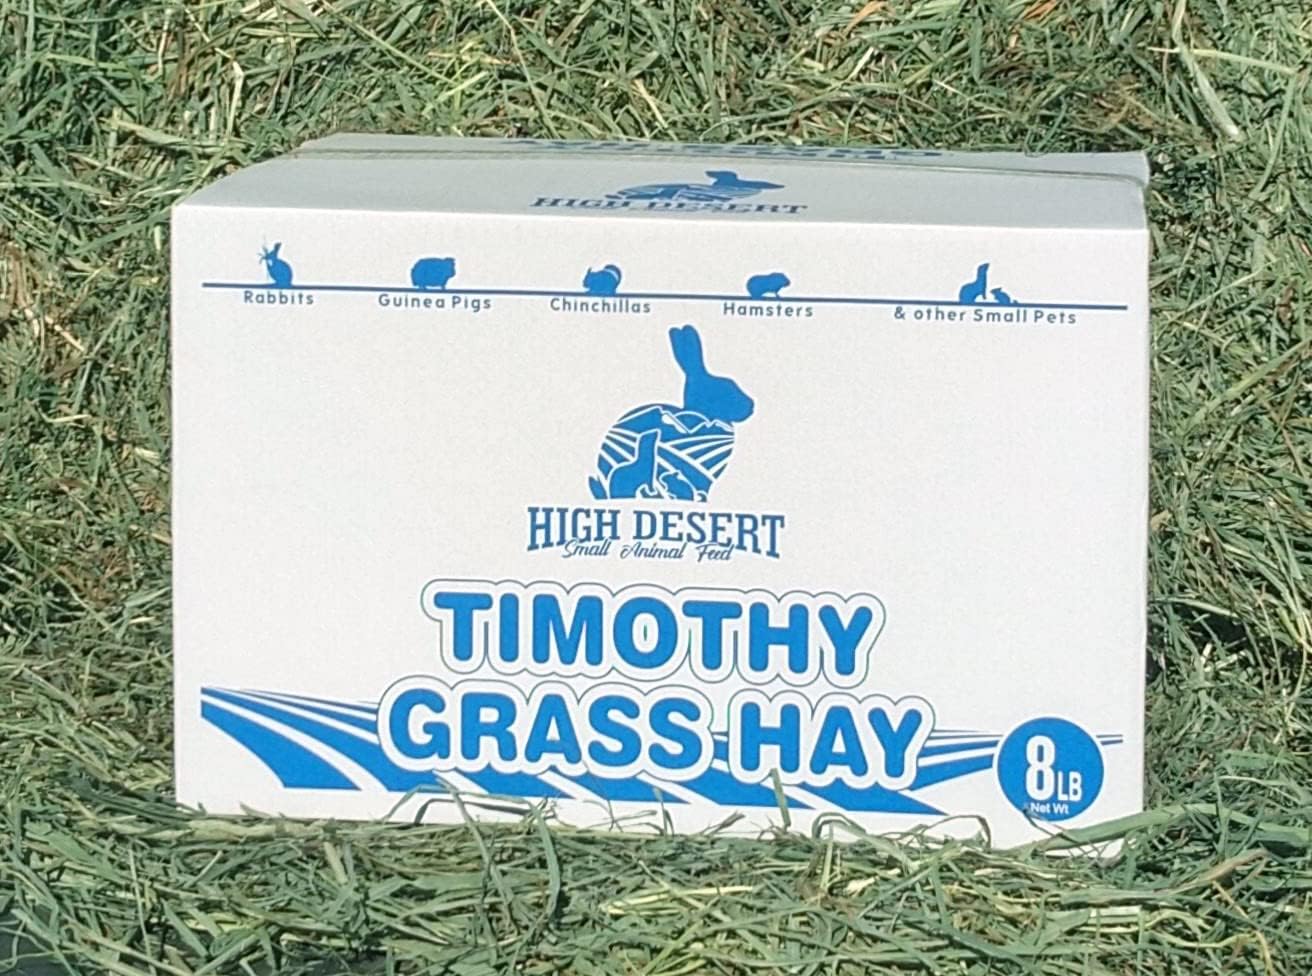 HIGH DESERT
Rabbits
Guinea Pigs
Chinchillas
Hamsters
& other Small Pets
HIGH DESERT
Small Animal Feed
TIMOTHY
GRASS HAY
8LB
Net Wt